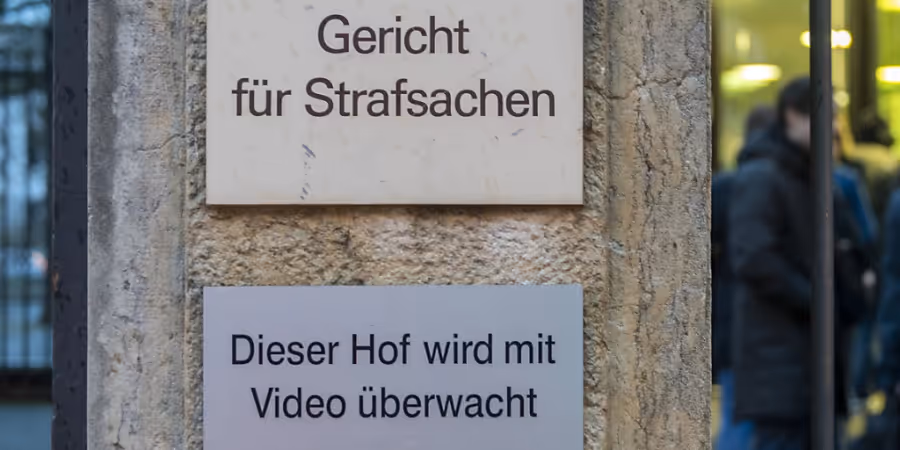 Gericht
für Strafsachen
Dieser Hof wird mit
Video überwacht